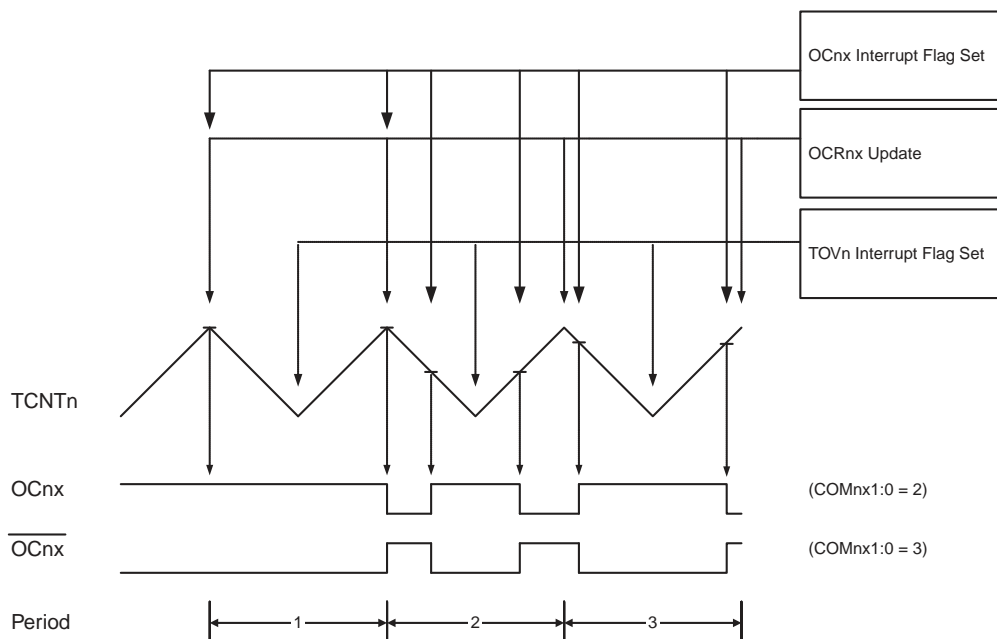 OCnx Interrupt Flag Set
OCRnx Update
TOVn Interrupt Flag Set
TCNTn
OCnx
(COMnx1:0 = 2)
OCnx
(COMnx1:0 = 3)
Period
1
2
3